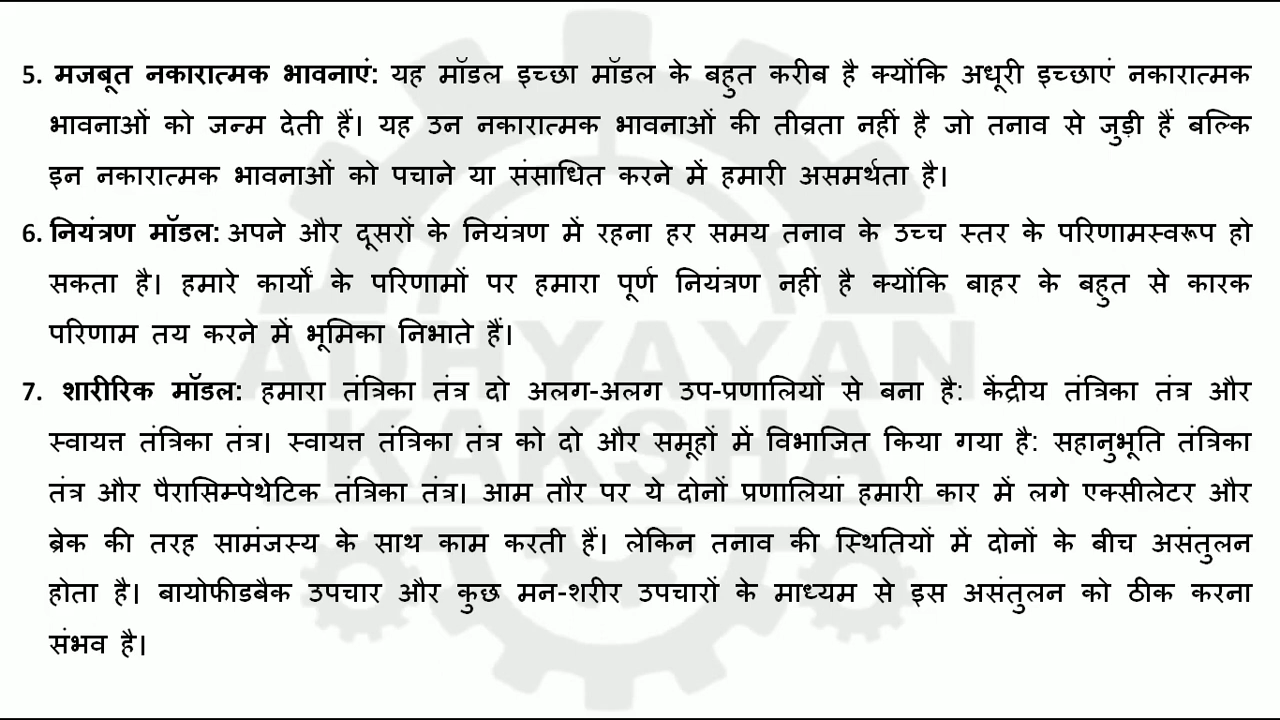 5. मजबूत नकारात्मक भावनाएं: यह मॉडल इच्छा मॉडल के बहुत करीब है क्योंकि अधूरी इच्छाएं नकारात्मक
भावनाओं को जन्म देती हैं। यह उन नकारात्मक भावनाओं की तीव्रता नहीं है जो तनाव से जुड़ी हैं बल्कि
इन नकारात्मक भावनाओं को पचाने या संसाधित करने में हमारी असमर्थता है।
6. नियंत्रण मॉडल: अपने और दूसरों के नियंत्रण में रहना हर समय तनाव के उच्च स्तर के परिणामस्वरूप हो
सकता है। हमारे कार्यों के परिणामों पर हमारा पूर्ण नियंत्रण नहीं है क्योंकि बाहर के बहुत से कारक
परिणाम तय करने में भूमिका निभाते हैं।
7. शारीरिक मॉडल: हमारा तंत्रिका तंत्र दो अलग-अलग उप-प्रणालियों से बना है: केंद्रीय तंत्रिका तंत्र और
स्वायत्त तंत्रिका तंत्र। स्वायत्त तंत्रिका तंत्र को दो और समूहों में विभाजित किया गया है: सहानुभूति तंत्रिका
तंत्र और पैरासिम्पेथेटिक तंत्रिका तंत्र। आम तौर पर ये दोनों प्रणालियां हमारी कार में लगे एक्सीलेटर और
ब्रेक की तरह सामंजस्य के साथ काम करती हैं। लेकिन तनाव की स्थितियों में दोनों के बीच असंतुलन
होता है। बायोफीडबैक उपचार और कुछ मन-शरीर उपचारों के माध्यम से इस असंतुलन को ठीक करना
संभव है।
ADHYAYAN
KAKSHA